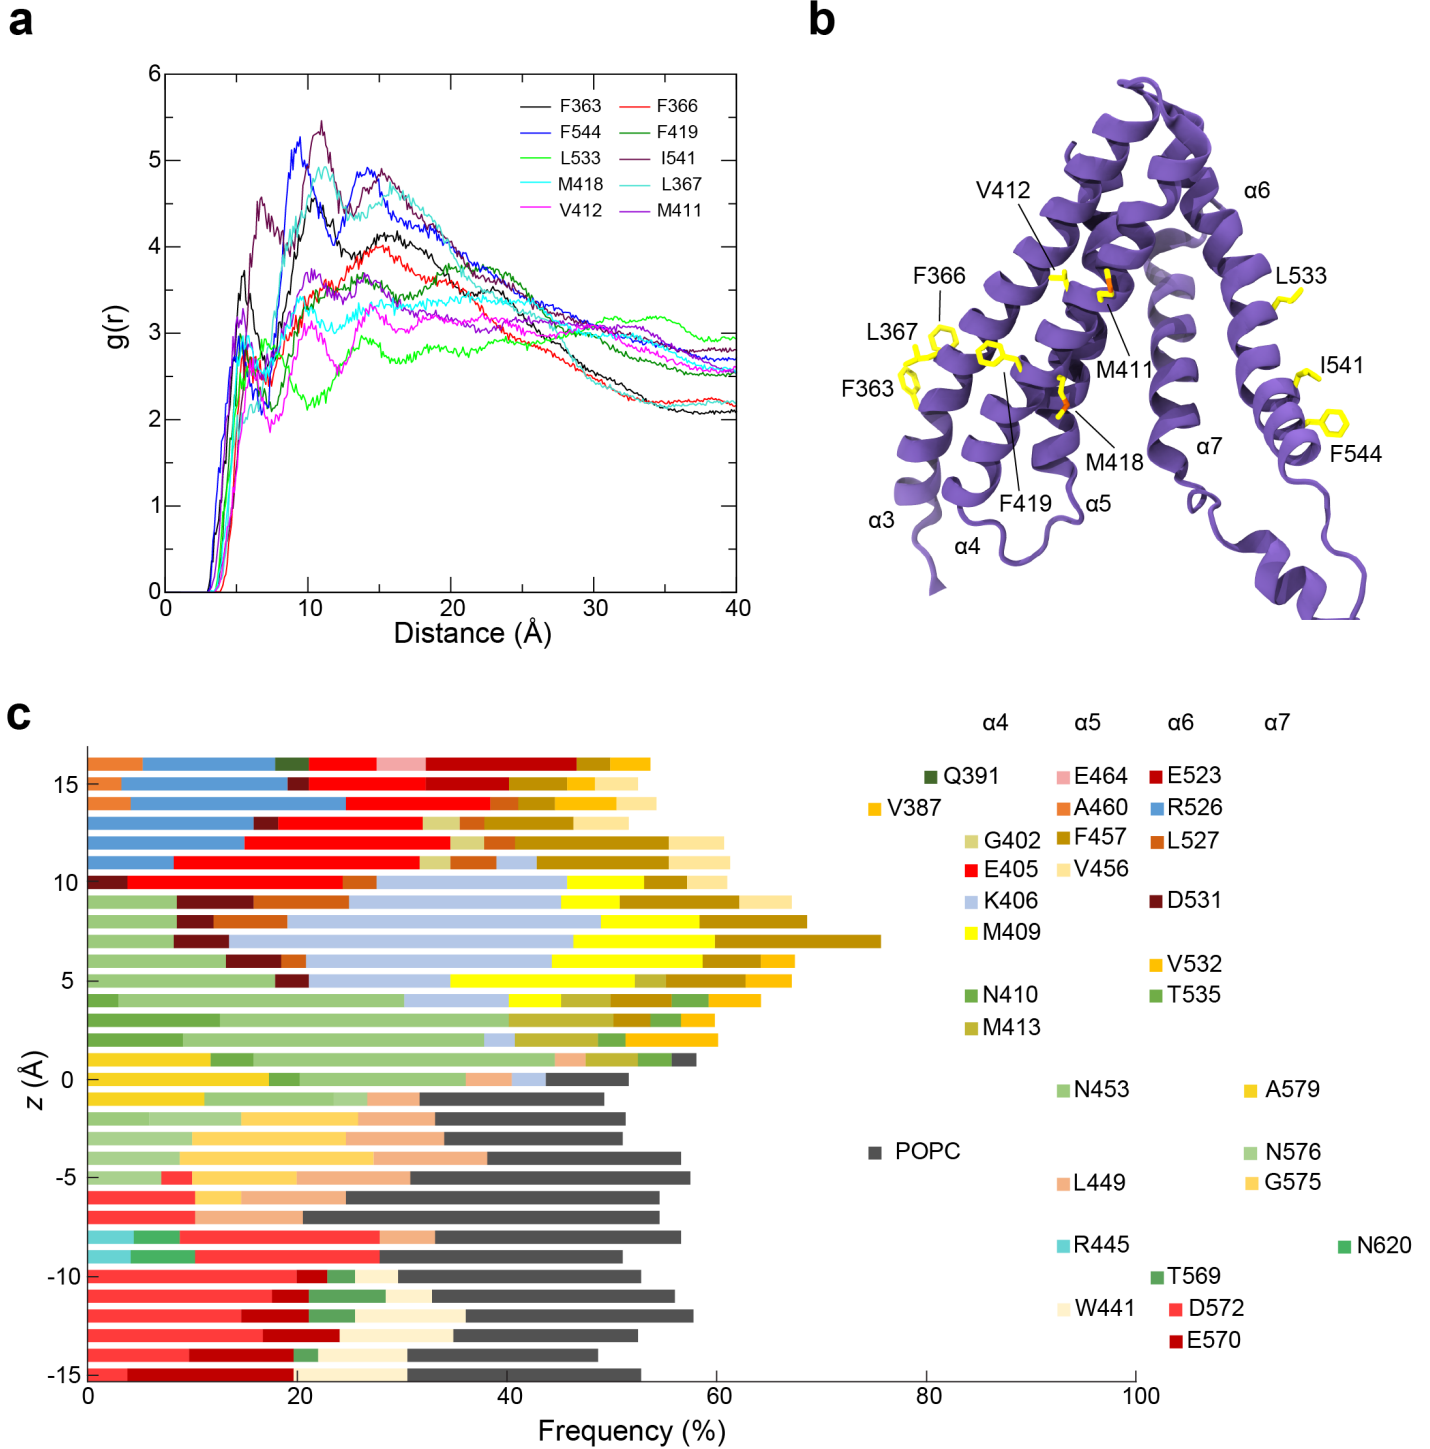 a
b
6
5
4
3
2
1
0
g(r)
F363 F366
F544 F419
L533 I541
M418 L367
V412 M411
0 10 20 30 40
Distance (Å)
V412
α6
F366
L533
L367
I541
M411
F363
F544
α7
M418
F419
α5
α3
α4
c
α4 α5 α6 α7
Q391 E464 E523
V387 A460 R526
G402 F457 L527
E405 V456
K406 D531
M409
V532
N410 T535
M413
N453 A579
POPC N576
L449 G575
R445 N620
T569
W441 D572
E570
15
10
5
0
-5
-10
-15
z (Å)
0 20 40 60 80 100
Frequency (%)